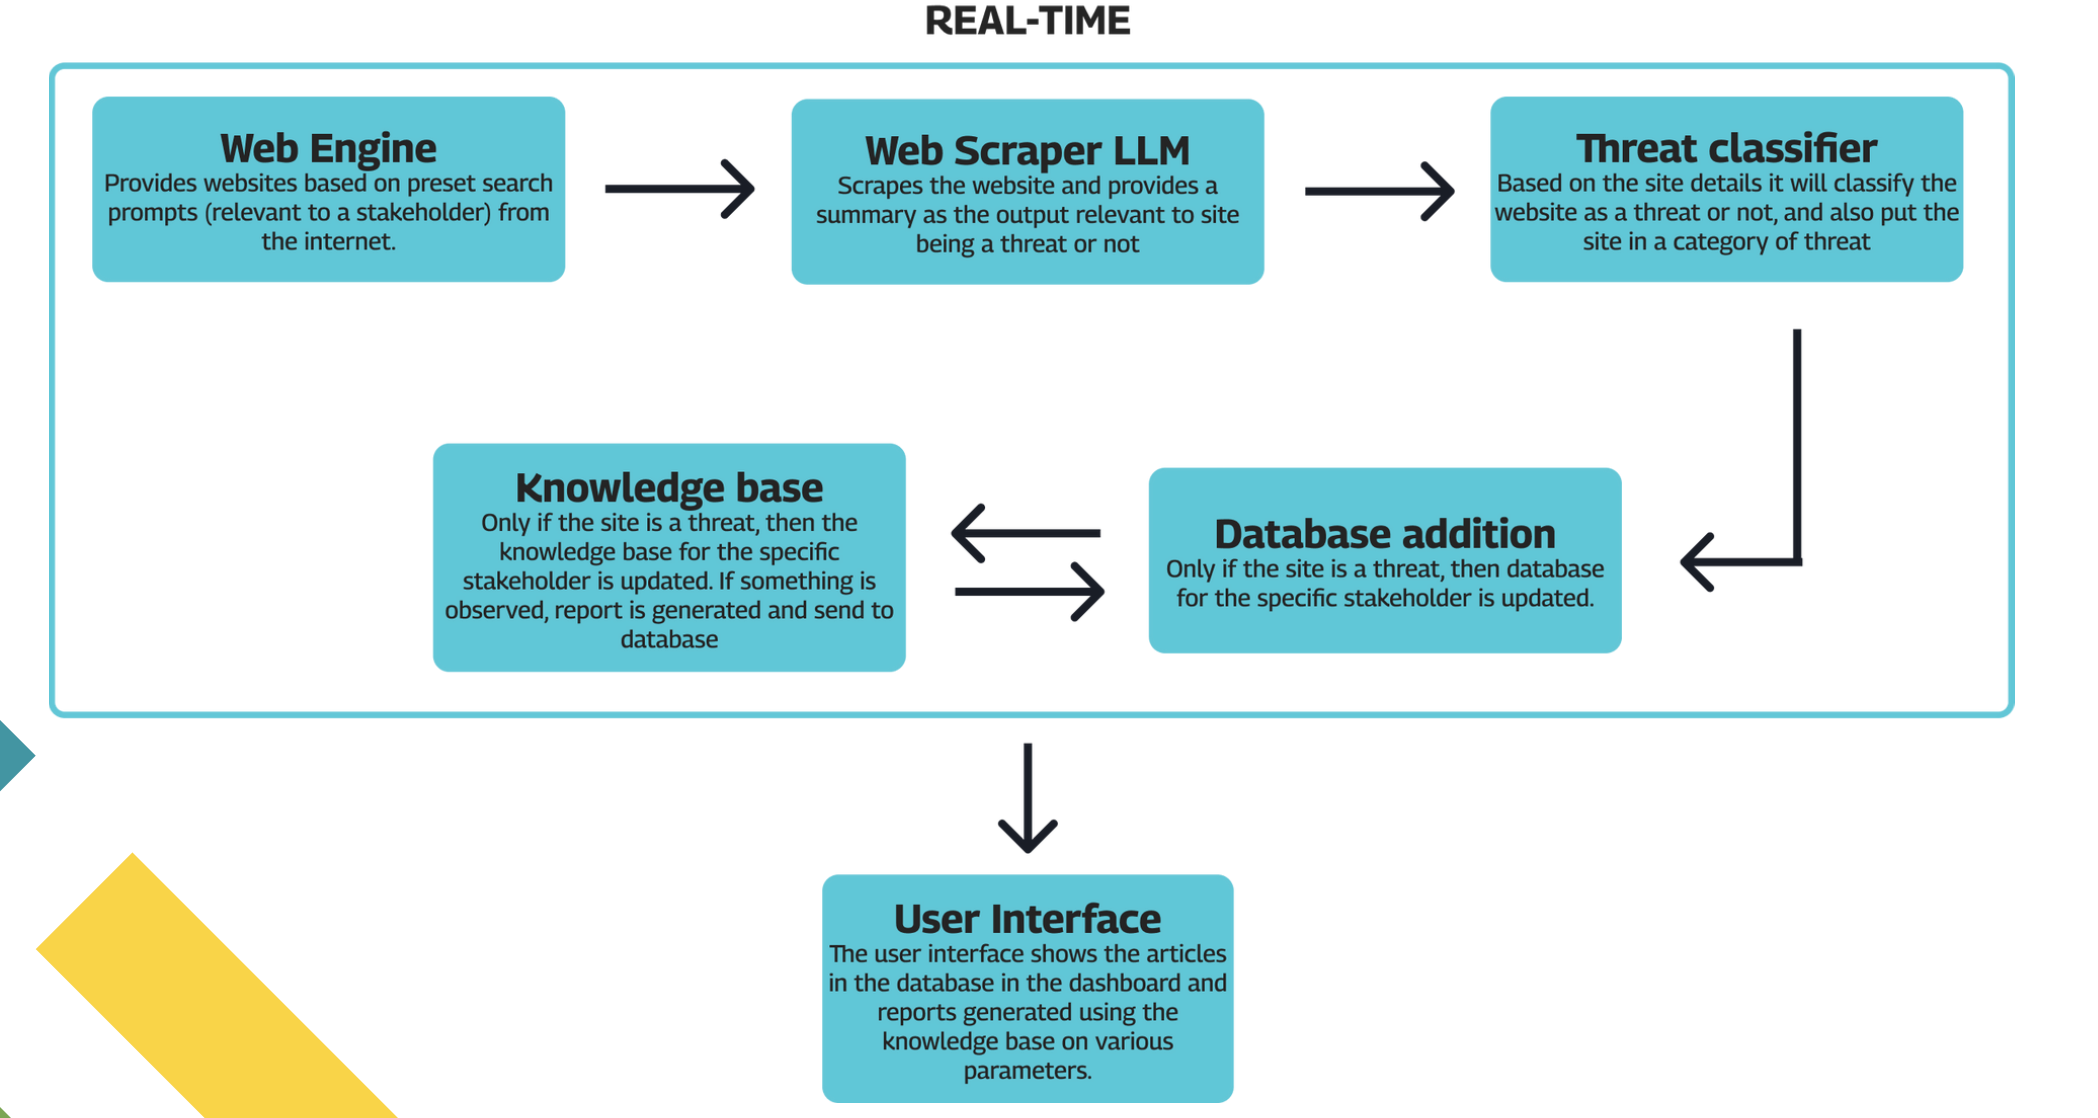 REAL-TIME
Web Engine
Provides websites based on preset search
prompts (relevant to a stakeholder) from
the internet.
Web Scraper LLM
Scrapes the website and provides a
summary as the output relevant to site
being a threat or not
Threat classifier
Based on the site details it will classify the
website as a threat or not, and also put the
site in a category of threat
Knowledge base
Only if the site is a threat, then the
knowledge base for the specific
stakeholder is updated. If something is
observed, report is generated and send to
database
Database addition
Only if the site is a threat, then database
for the specific stakeholder is updated.
User Interface
The user interface shows the articles
in the database in the dashboard and
reports generated using the
knowledge base on various
parameters.